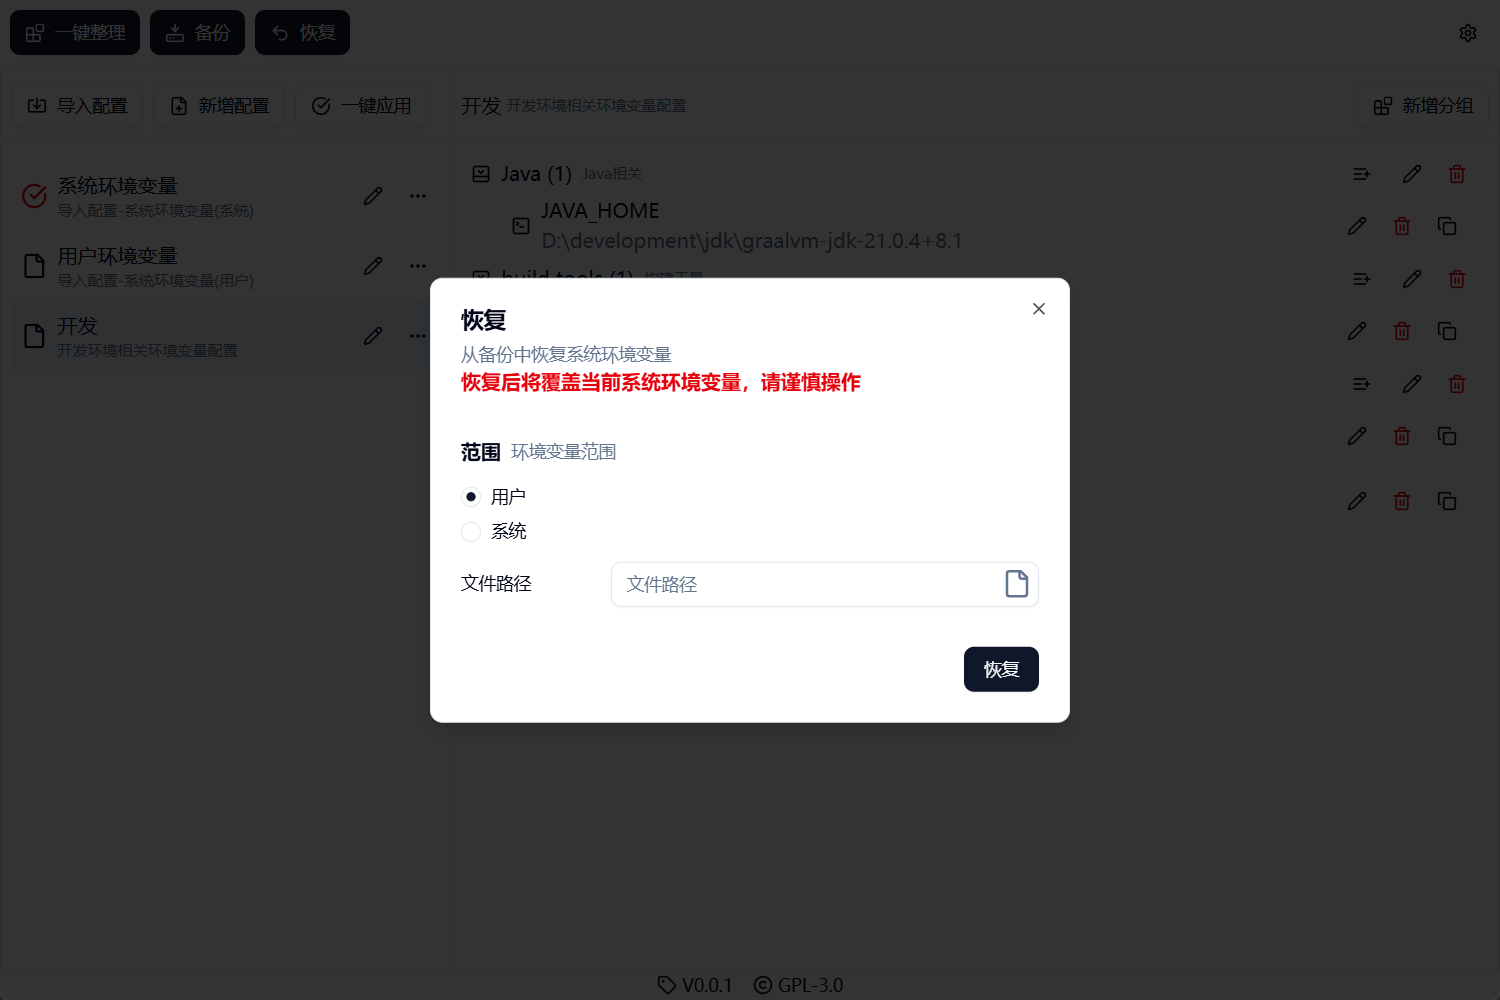 一键整理 备份 恢复
导入配置 新增配置 一键应用
开发 开发环境相关环境变量配置 新增分组
系统环境变量
导入配置-系统环境变量(系统)
用户环境变量
导入配置-系统环境变量(用户)
开发
开发环境相关环境变量配置
Java (1) Java相关
JAVA_HOME
D:\development\jdk\graalvm-jdk-21.0.4+8.1
build tools (1) 构建工具
恢复
从备份中恢复系统环境变量
恢复后将覆盖当前系统环境变量，请谨慎操作
范围 环境变量范围
用户
系统
文件路径 文件路径
恢复
V0.0.1 GPL-3.0